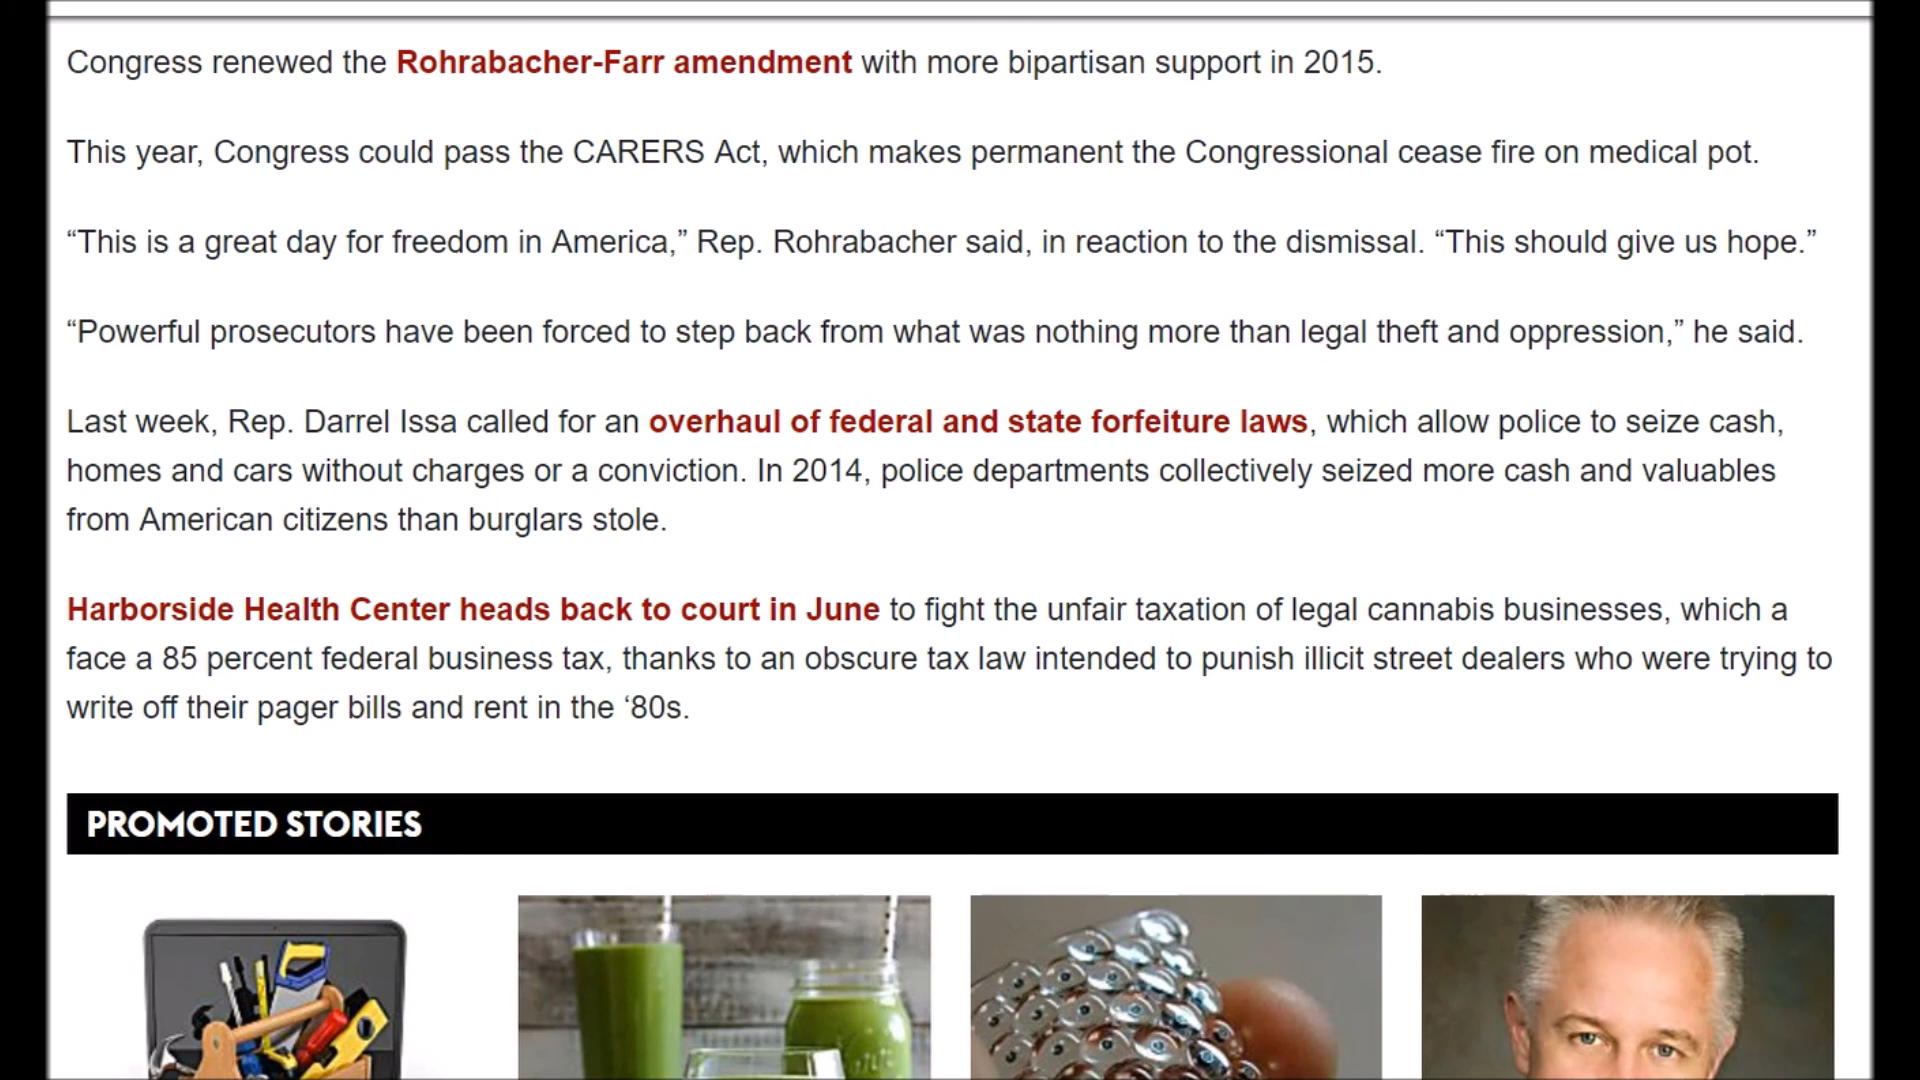 Congress renewed the Rohrabacher-Farr amendment with more bipartisan support in 2015.
This year, Congress could pass the CARERS Act, which makes permanent the Congressional cease fire on medical pot.
“This is a great day for freedom in America,” Rep. Rohrabacher said, in reaction to the dismissal. “This should give us hope.”
“Powerful prosecutors have been forced to step back from what was nothing more than legal theft and oppression,” he said.
Last week, Rep. Darrel Issa called for an overhaul of federal and state forfeiture laws, which allow police to seize cash,
homes and cars without charges or a conviction. In 2014, police departments collectively seized more cash and valuables
from American citizens than burglars stole.
Harborside Health Center heads back to court in June to fight the unfair taxation of legal cannabis businesses, which a
face a 85 percent federal business tax, thanks to an obscure tax law intended to punish illicit street dealers who were trying to
write off their pager bills and rent in the ‘80s.
PROMOTED STORIES